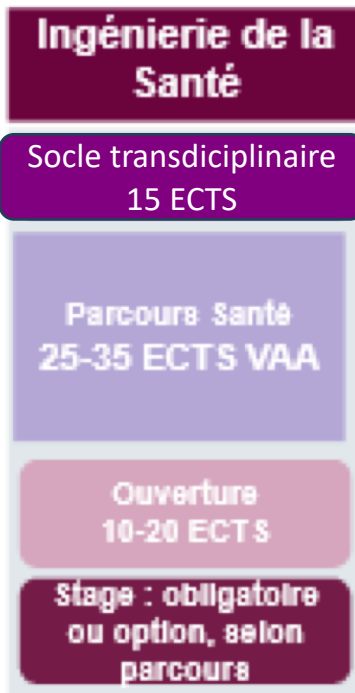 Ingénierie de la
Santé
Socle transdiciplinaire
15 ECTS
Parcours Santé
25-35 ECTS VAA
Ouverture
10-20 ECTS
Stage : obligatoire
ou option, selon
parcours